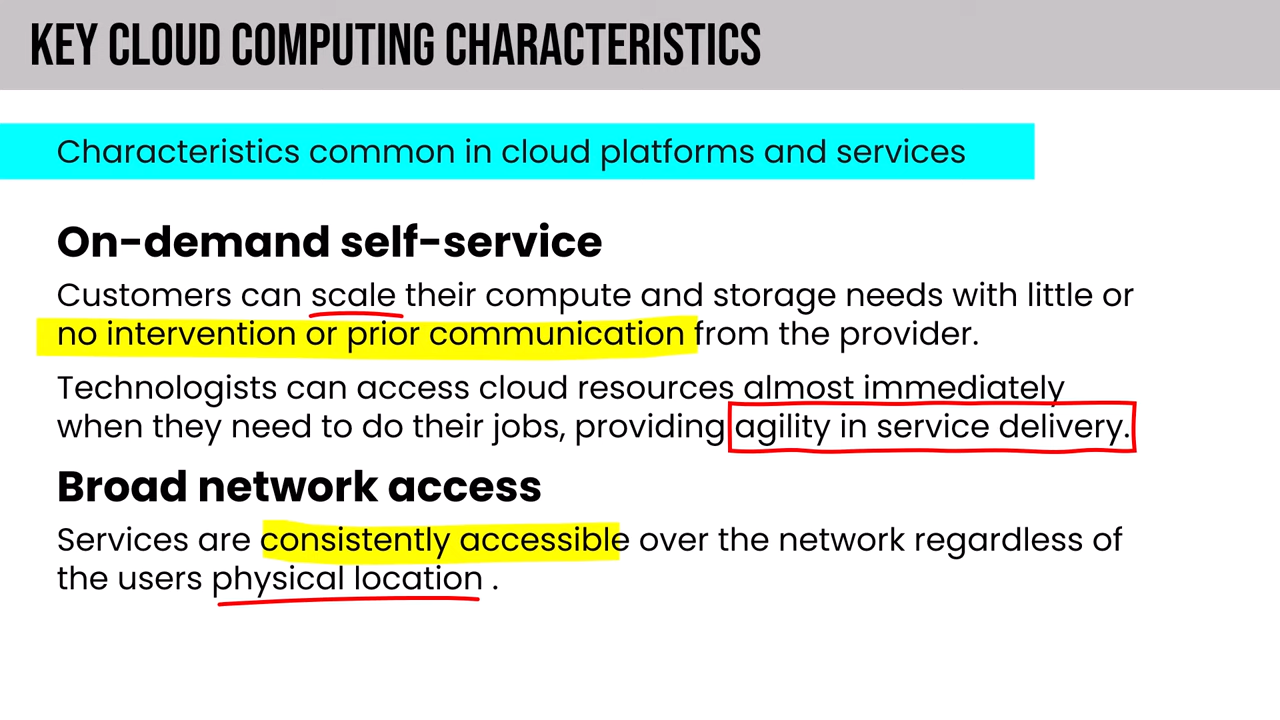 KEY CLOUD COMPUTING CHARACTERISTICS
Characteristics common in cloud platforms and services
On-demand self-service
Customers can scale their compute and storage needs with little or
no intervention or prior communication from the provider.
Technologists can access cloud resources almost immediately
when they need to do their jobs, providing agility in service delivery.
Broad network access
Services are consistently accessible over the network regardless of
the users physical location .